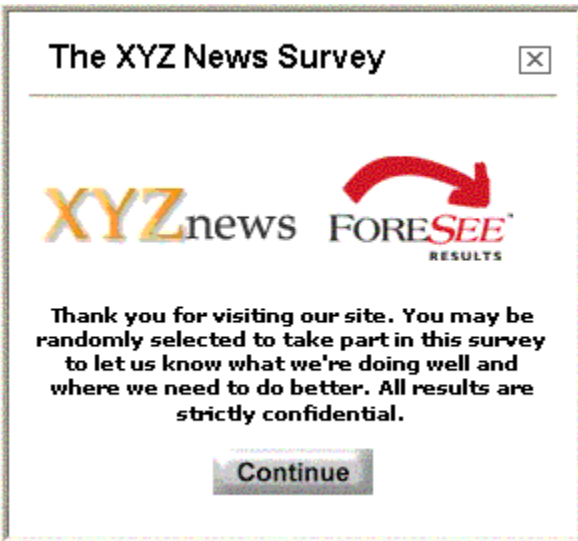 The XYZ News Survey
XYZnews
FORESEE™
RESULTS
Thank you for visiting our site. You may be
randomly selected to take part in this survey
to let us know what we're doing well and
where we need to do better. All results are
strictly confidential.
Continue